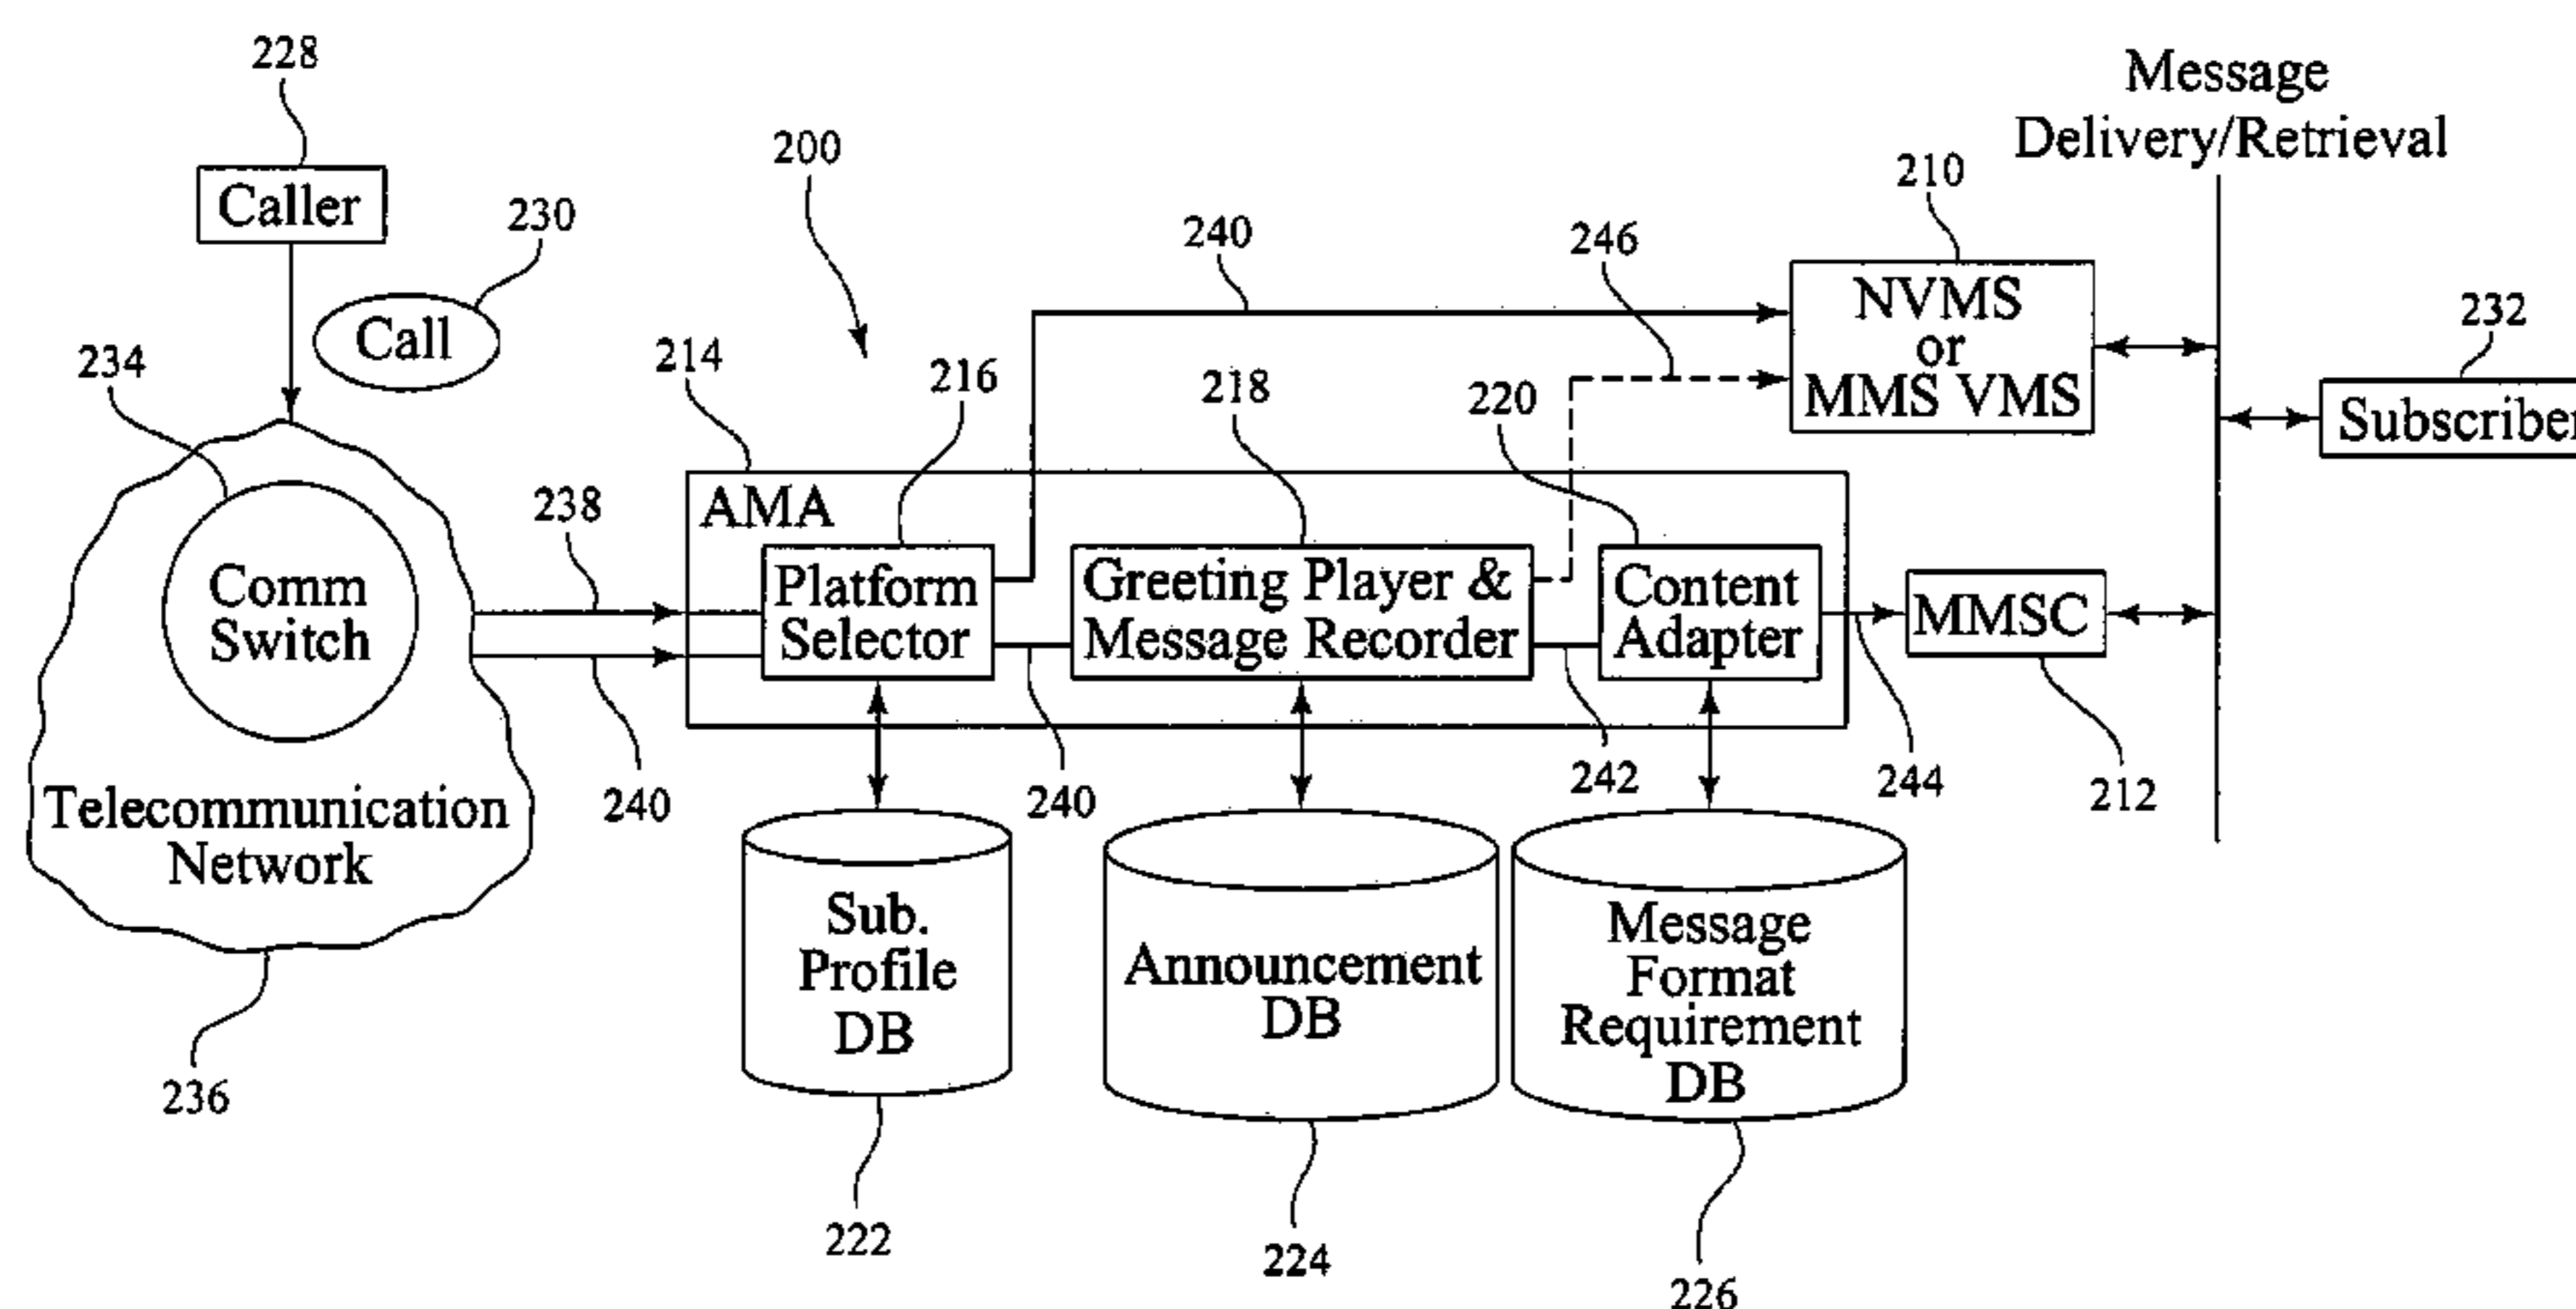 228
Message
Delivery/Retrieval
200
210
Caller
230
240
246
NVMS
or
MMS VMS
232
Call
234
214
216
218
220
Subscriber
AMA
238
Comm
Switch
Platform
Selector
Greeting Player &
Message Recorder
Content
Adapter
MMSC
240
240
242
244
212
Telecommunication
Network
Sub.
Profile
DB
Announcement
DB
Message
Format
Requirement
DB
236
222
224
226